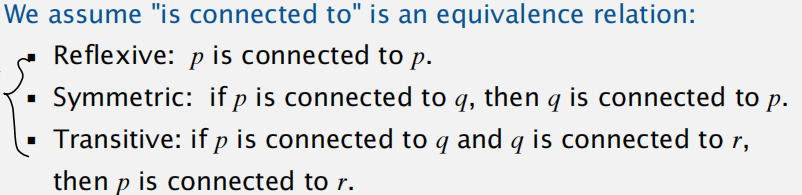 We assume "is connected to" is an equivalence relation:
▪ Reflexive: p is connected to p.
▪ Symmetric: if p is connected to q, then q is connected to p.
▪ Transitive: if p is connected to q and q is connected to r,
then p is connected to r.